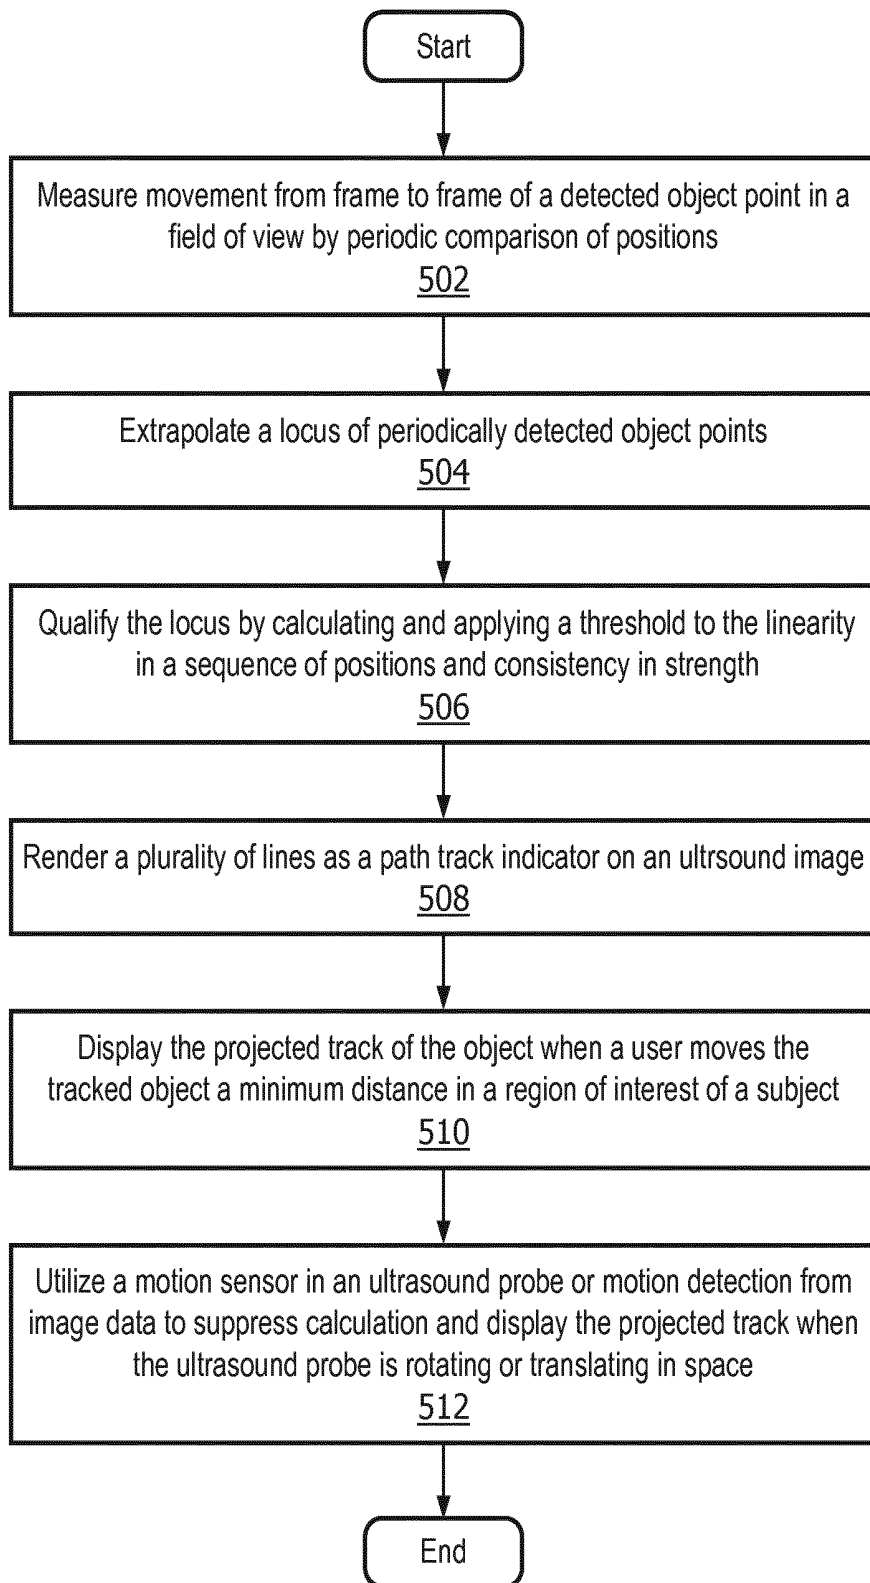 Start
Measure movement from frame to frame of a detected object point in a
field of view by periodic comparison of positions
502
Extrapolate a locus of periodically detected object points
504
Qualify the locus by calculating and applying a threshold to the linearity
in a sequence of positions and consistency in strength
506
Render a plurality of lines as a path track indicator on an ultrsound image
508
Display the projected track of the object when a user moves the
tracked object a minimum distance in a region of interest of a subject
510
Utilize a motion sensor in an ultrasound probe or motion detection from
image data to suppress calculation and display the projected track when
the ultrasound probe is rotating or translating in space
512
End